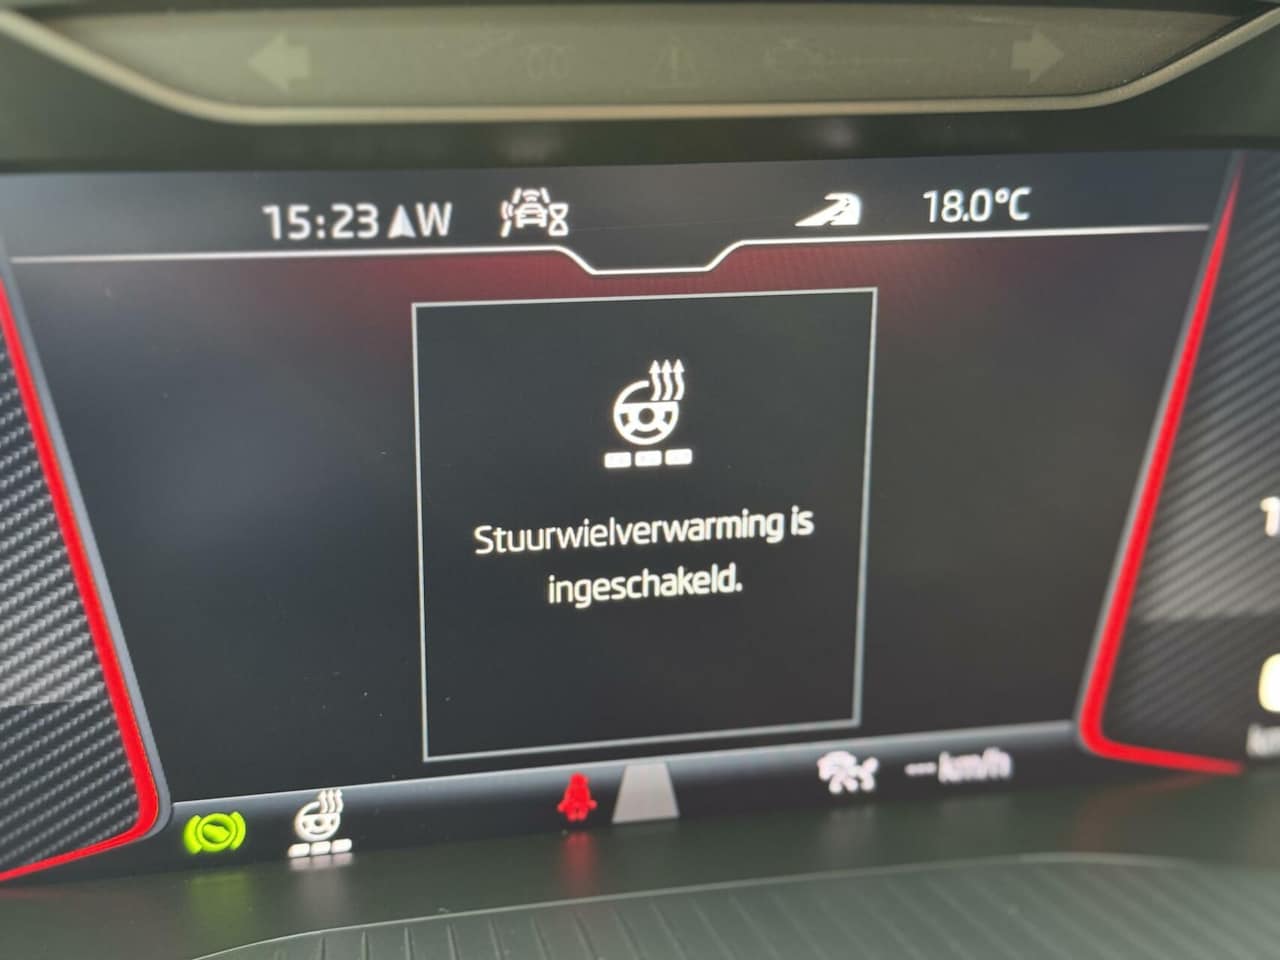 15:23 W
18.0°C
Stuurwielverwarming is
ingeschakeld.
--- km/h